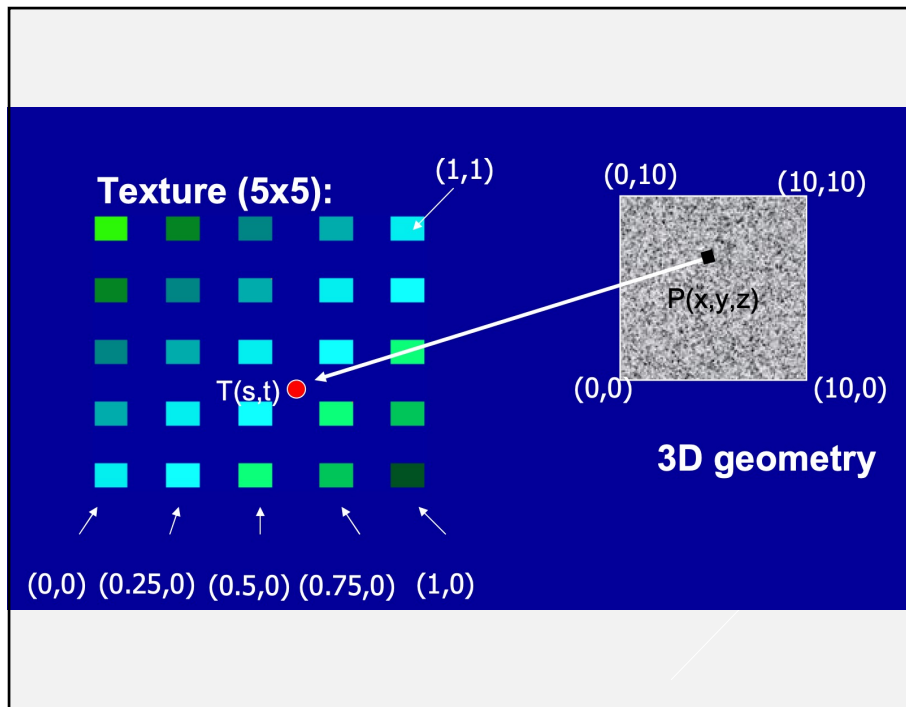 (1,1)
Texture (5x5):
(0,10) (10,10)
P(x,y,z)
T(s,t)
(0,0) (10,0)
3D geometry
(0,0) (0.25,0) (0.5,0) (0.75,0) (1,0)